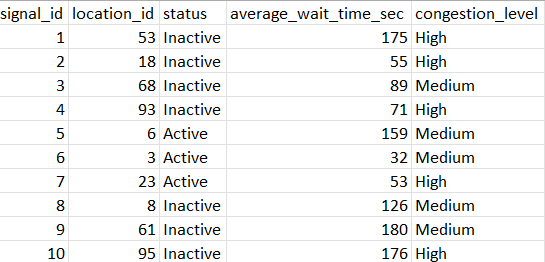 signal_id location_id status average_wait_time_sec congestion_level
1 53 Inactive 175 High
2 18 Inactive 55 High
3 68 Inactive 89 Medium
4 93 Inactive 71 High
5 6 Active 159 Medium
6 3 Active 32 Medium
7 23 Active 53 High
8 8 Inactive 126 Medium
9 61 Inactive 180 Medium
10 95 Inactive 176 High